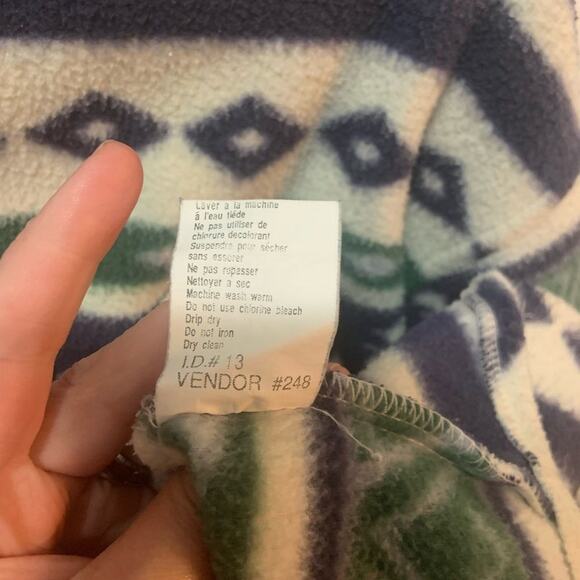 Laver à la machine
à l'eau tiède
Ne pas utiliser de
chlorure decolorant
Suspendre pour sécher
sans essorer
Ne pas repasser
Nettoyer a sec
Machine wash warm
Do not use chlorine bleach
Drip dry
Do not iron
Dry clean
I.D.# 13
VENDOR #248